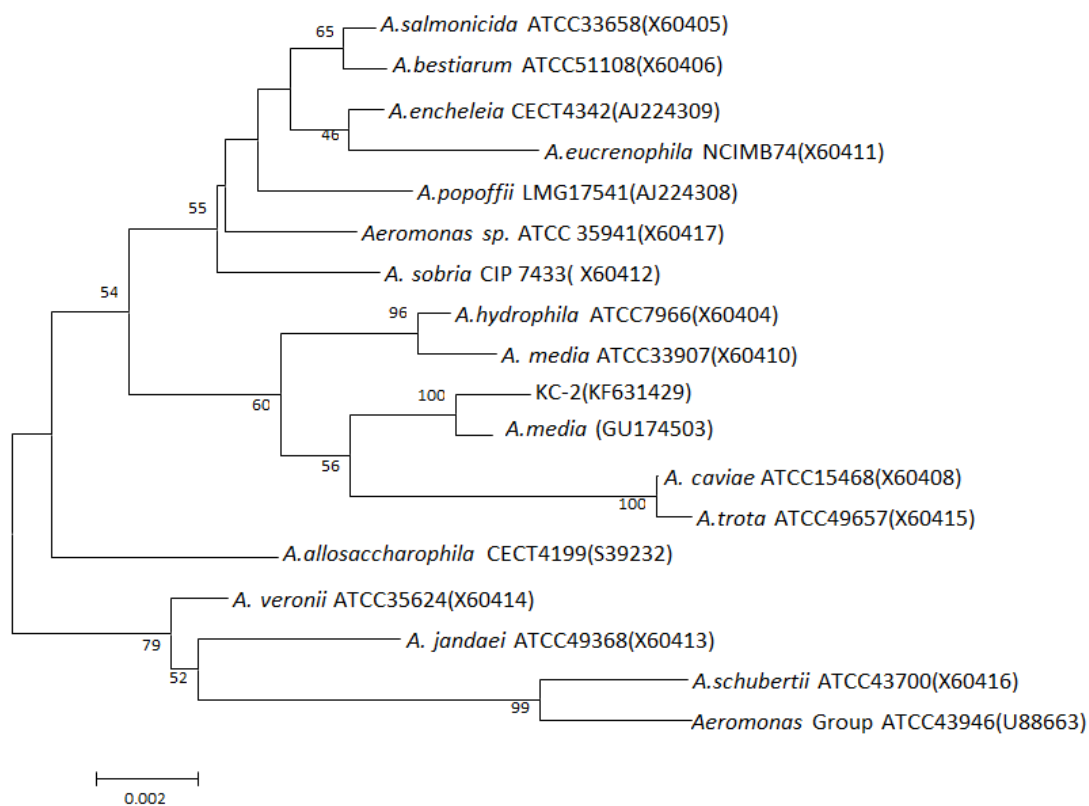 65
A.salmonicida ATCC33658(X60405)
A.bestiarum ATCC51108(X60406)
A.encheleia CECT4342(AJ224309)
46
A.eucrenophila NCIMB74(X60411)
A.popoffii LMG17541(AJ224308)
55
Aeromonas sp. ATCC 35941(X60417)
A. sobria CIP 7433( X60412)
54
96
A.hydrophila ATCC7966(X60404)
A. media ATCC33907(X60410)
60
100
KC-2(KF631429)
A.media (GU174503)
56
A. caviae ATCC15468(X60408)
100
A.trota ATCC49657(X60415)
A.allosaccharophila CECT4199(S39232)
A. veronii ATCC35624(X60414)
79
A. jandaei ATCC49368(X60413)
52
A.schubertii ATCC43700(X60416)
99
Aeromonas Group ATCC43946(U88663)
0.002